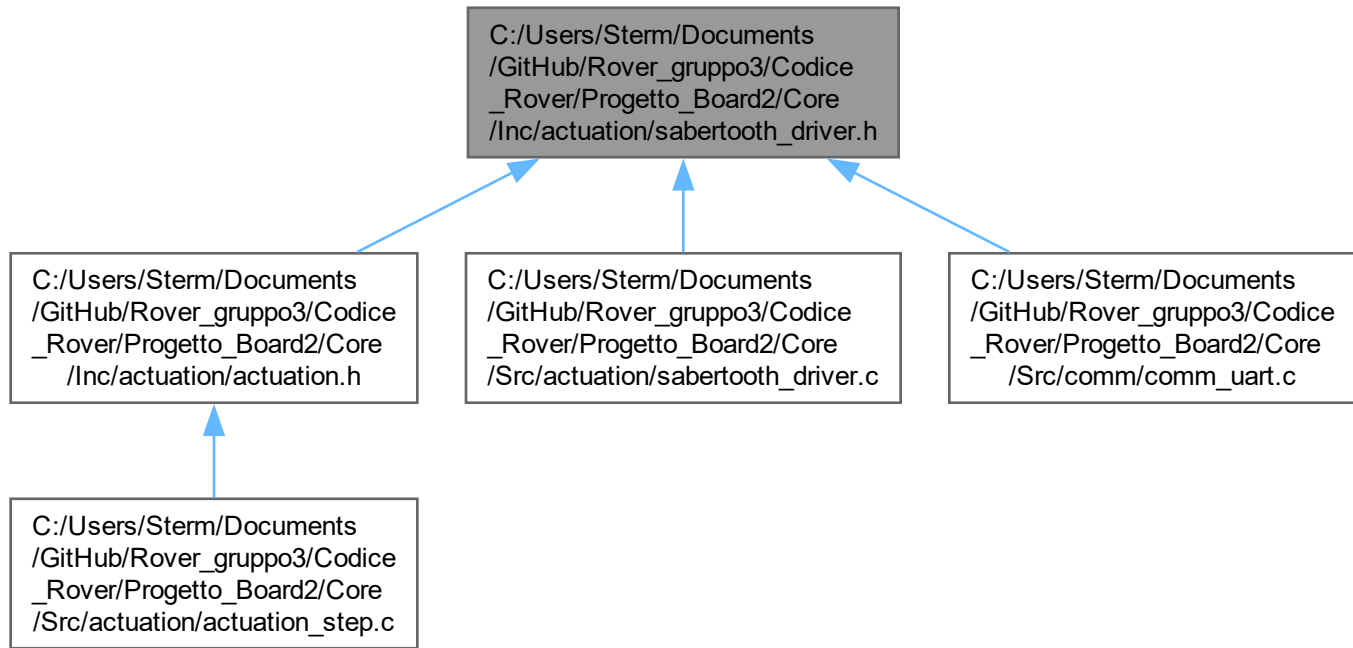 C:/Users/Sterm/Documents
/GitHub/Rover_gruppo3/Codice
_Rover/Progetto_Board2/Core
/Inc/actuation/sabertooth_driver.h
C:/Users/Sterm/Documents
/GitHub/Rover_gruppo3/Codice
_Rover/Progetto_Board2/Core
/Inc/actuation/actuation.h
C:/Users/Sterm/Documents
/GitHub/Rover_gruppo3/Codice
_Rover/Progetto_Board2/Core
/Src/actuation/sabertooth_driver.c
C:/Users/Sterm/Documents
/GitHub/Rover_gruppo3/Codice
_Rover/Progetto_Board2/Core
/Src/comm/comm_uart.c
C:/Users/Sterm/Documents
/GitHub/Rover_gruppo3/Codice
_Rover/Progetto_Board2/Core
/Src/actuation/actuation_step.c